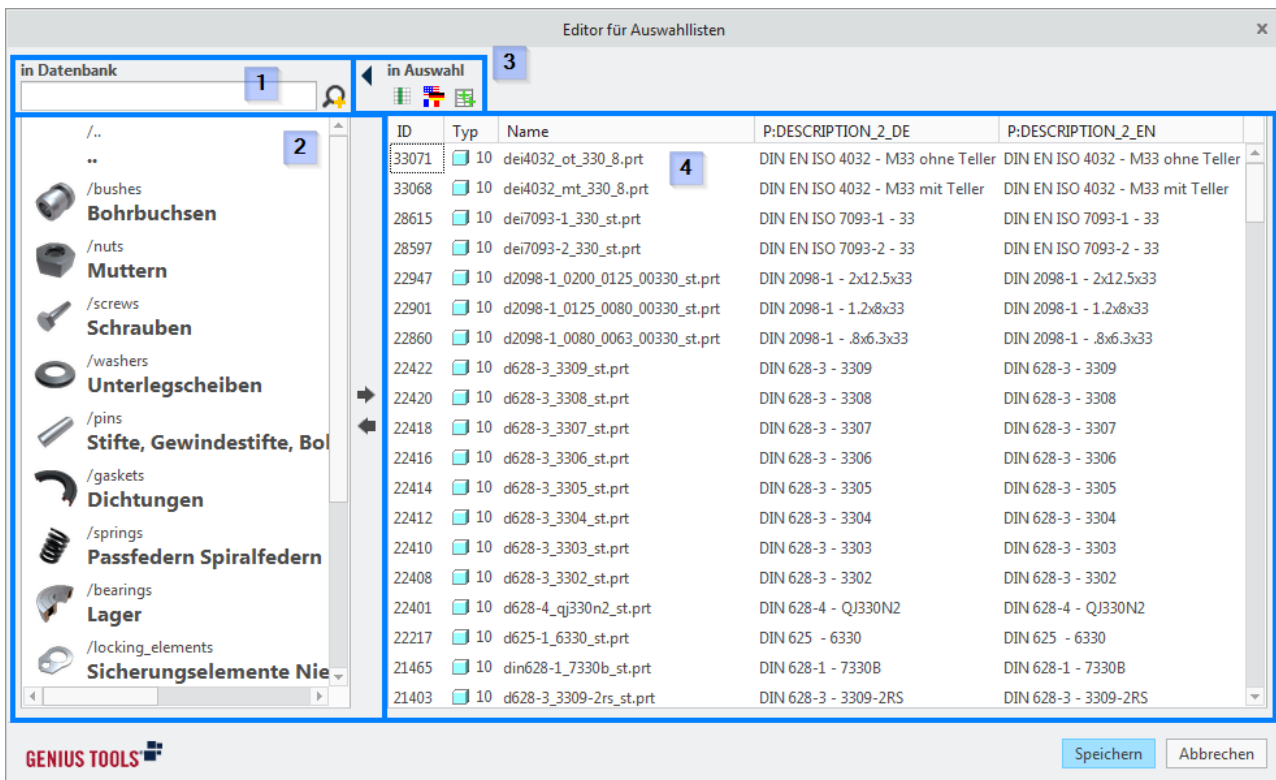 Editor für Auswahllisten x
in Datenbank 1 in Auswahl 3
2
/..
..
/bushes
Bohrbuchsen
/nuts
Muttern
/screws
Schrauben
/washers
Unterlegscheiben
/pins
Stifte, Gewindestifte, Bol
/gaskets
Dichtungen
/springs
Passfedern Spiralfedern
/bearings
Lager
/locking_elements
Sicherungselemente Nie
4
ID Typ Name P:DESCRIPTION_2_DE P:DESCRIPTION_2_EN
33071 10 dei4032_ot_330_8.prt DIN EN ISO 4032 - M33 ohne Teller DIN EN ISO 4032 - M33 ohne Teller
33068 10 dei4032_mt_330_8.prt DIN EN ISO 4032 - M33 mit Teller DIN EN ISO 4032 - M33 mit Teller
28615 10 dei7093-1_330_st.prt DIN EN ISO 7093-1 - 33 DIN EN ISO 7093-1 - 33
28597 10 dei7093-2_330_st.prt DIN EN ISO 7093-2 - 33 DIN EN ISO 7093-2 - 33
22947 10 d2098-1_0200_0125_00330_st.prt DIN 2098-1 - 2x12.5x33 DIN 2098-1 - 2x12.5x33
22901 10 d2098-1_0125_0080_00330_st.prt DIN 2098-1 - 1.2x8x33 DIN 2098-1 - 1.2x8x33
22860 10 d2098-1_0080_0063_00330_st.prt DIN 2098-1 - .8x6.3x33 DIN 2098-1 - .8x6.3x33
22422 10 d628-3_3309_st.prt DIN 628-3 - 3309 DIN 628-3 - 3309
22420 10 d628-3_3308_st.prt DIN 628-3 - 3308 DIN 628-3 - 3308
22418 10 d628-3_3307_st.prt DIN 628-3 - 3307 DIN 628-3 - 3307
22416 10 d628-3_3306_st.prt DIN 628-3 - 3306 DIN 628-3 - 3306
22414 10 d628-3_3305_st.prt DIN 628-3 - 3305 DIN 628-3 - 3305
22412 10 d628-3_3304_st.prt DIN 628-3 - 3304 DIN 628-3 - 3304
22410 10 d628-3_3303_st.prt DIN 628-3 - 3303 DIN 628-3 - 3303
22408 10 d628-3_3302_st.prt DIN 628-3 - 3302 DIN 628-3 - 3302
22401 10 d628-4_qj330n2_st.prt DIN 628-4 - QJ330N2 DIN 628-4 - QJ330N2
22217 10 d625-1_6330_st.prt DIN 625 - 6330 DIN 625 - 6330
21465 10 din628-1_7330b_st.prt DIN 628-1 - 7330B DIN 628-1 - 7330B
21403 10 d628-3_3309-2rs_st.prt DIN 628-3 - 3309-2RS DIN 628-3 - 3309-2RS
GENIUS TOOLS Speichern Abbrechen